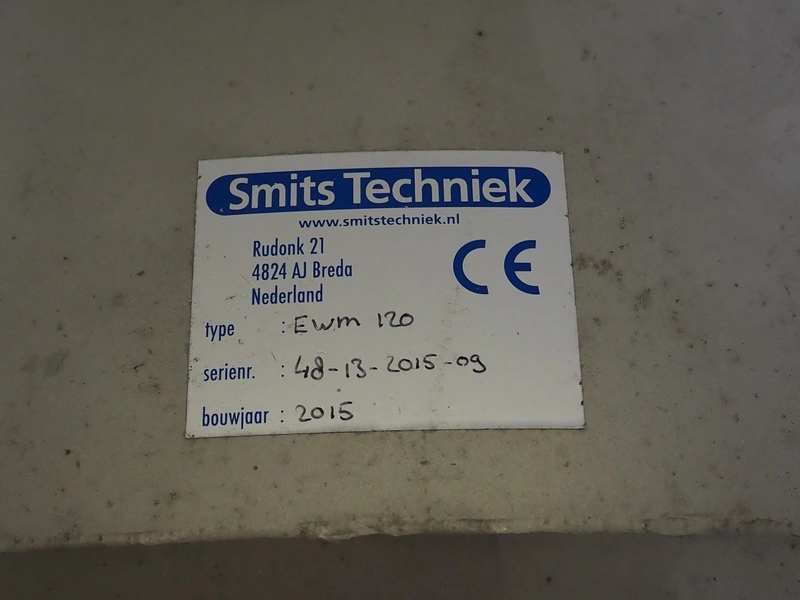 Smits Techniek
www.smitstechniek.nl
Rudonk 21
4824 AJ Breda
Nederland
CE
type : Ewm 120
serienr. : 48-13-2015-09
bouwjaar : 2015